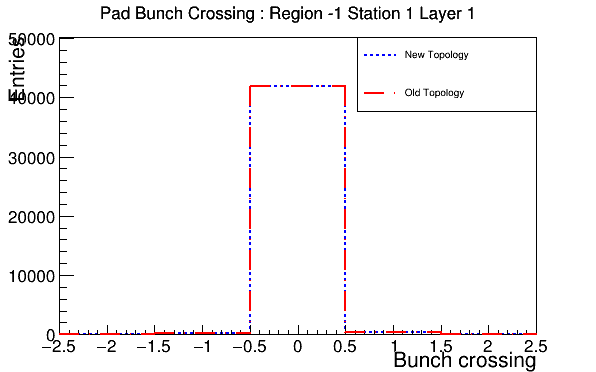 Pad Bunch Crossing : Region -1 Station 1 Layer 1
Entries
50000
40000
30000
20000
10000
0
New Topology
Old Topology
−2.5 −2 −1.5 −1 −0.5 0 0.5 1 1.5 2 2.5
Bunch crossing